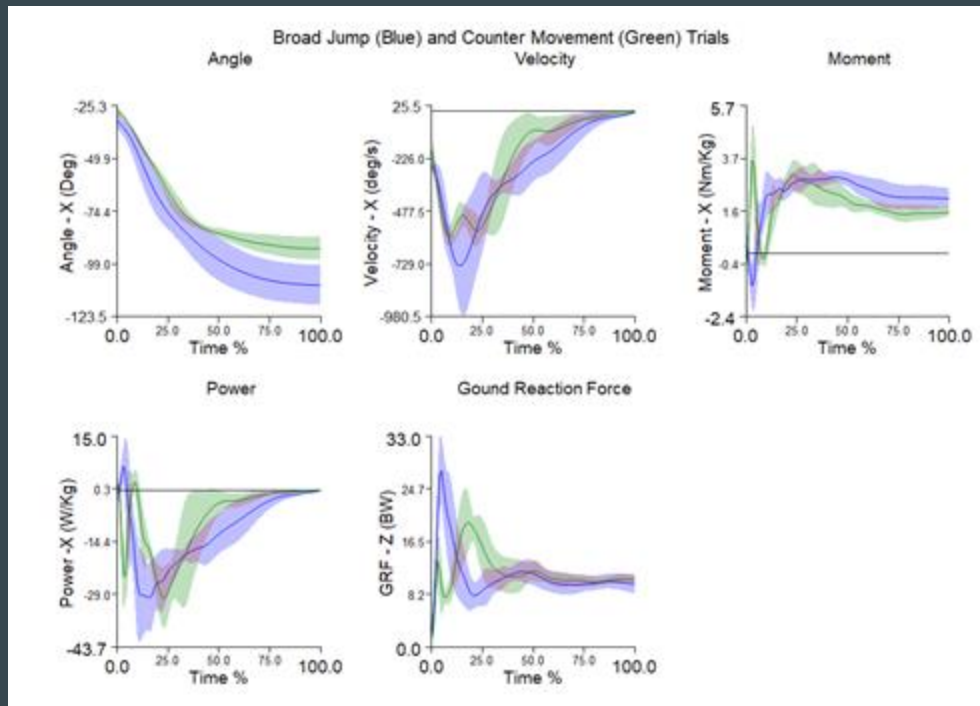 Broad Jump (Blue) and Counter Movement (Green) Trials
Angle
Velocity
Moment
-25.3
-49.9
-74.4
-99.0
-123.5
Angle - X (Deg)
0.0 25.0 50.0 75.0 100.0
Time %
25.5
-226.0
-477.5
-729.0
-980.5
Velocity - X (deg/s)
0.0 25.0 50.0 75.0 100.0
Time %
5.7
3.7
1.6
-0.4
-2.4
Moment - X (Nm/Kg)
0.0 25.0 50.0 75.0 100.0
Time %
Power
Gound Reaction Force
15.0
0.3
-14.4
-29.0
-43.7
Power -X (W/Kg)
0.0 25.0 50.0 75.0 100.0
Time %
33.0
24.7
16.5
8.2
0.0
GRF - Z (BW)
0.0 25.0 50.0 75.0 100.0
Time %